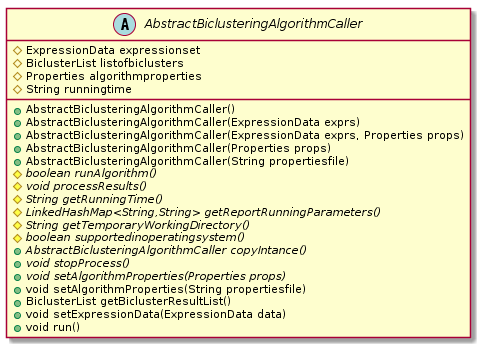 A AbstractBiclusteringAlgorithmCaller
ExpressionData expressionset
BiclusterList listofbiclusters
Properties algorithmproperties
String runningtime
AbstractBiclusteringAlgorithmCaller()
AbstractBiclusteringAlgorithmCaller(ExpressionData exprs)
AbstractBiclusteringAlgorithmCaller(ExpressionData exprs, Properties props)
AbstractBiclusteringAlgorithmCaller(Properties props)
AbstractBiclusteringAlgorithmCaller(String propertiesfile)
boolean runAlgorithm()
void processResults()
String getRunningTime()
LinkedHashMap<String,String> getReportRunningParameters()
String getTemporaryWorkingDirectory()
boolean supportedinoperatingsystem()
AbstractBiclusteringAlgorithmCaller copyIntance()
void stopProcess()
void setAlgorithmProperties(Properties props)
void setAlgorithmProperties(String propertiesfile)
BiclusterList getBiclusterResultList()
void setExpressionData(ExpressionData data)
void run()